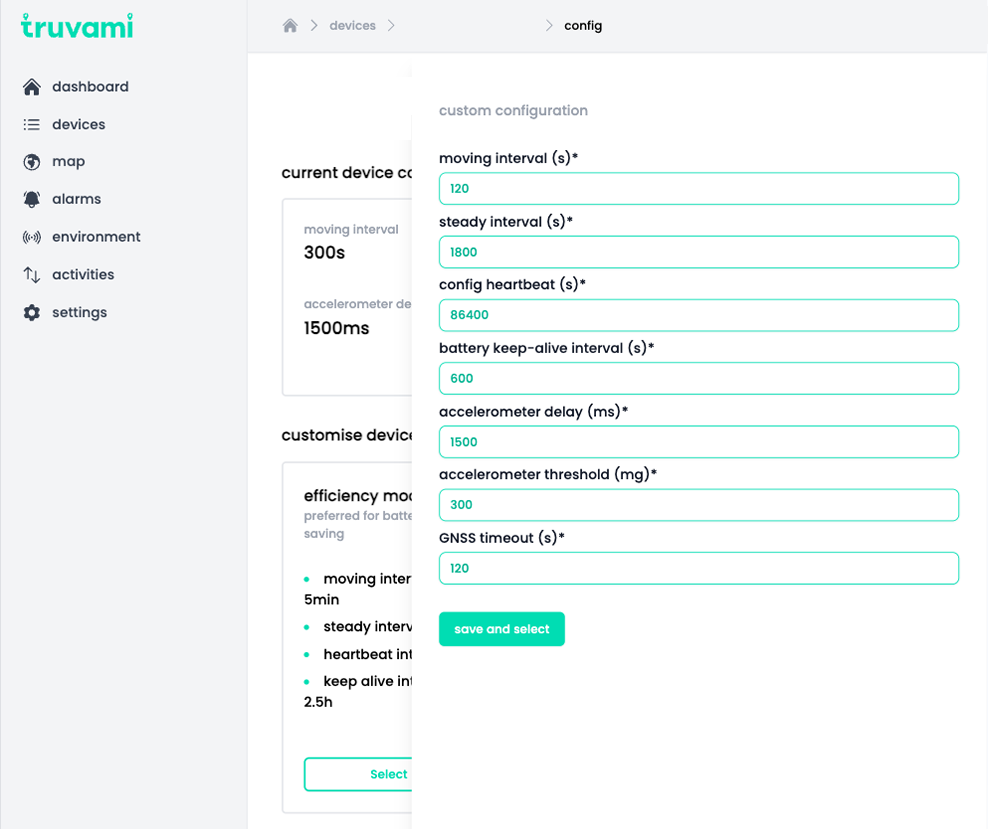 truvami
devices
config
dashboard
devices
map
alarms
environment
activities
settings
current device co
moving interval
300s
accelerometer de
1500ms
customise device
efficiency mod
preferred for batte
saving
moving inter
5min
steady interv
heartbeat int
keep alive int
2.5h
Select
custom configuration
moving interval (s)*
120
steady interval (s)*
1800
config heartbeat (s)*
86400
battery keep-alive interval (s)*
600
accelerometer delay (ms)*
1500
accelerometer threshold (mg)*
300
GNSS timeout (s)*
120
save and select